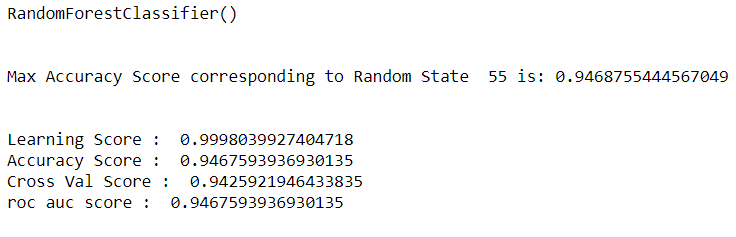 RandomForestClassifier()
Max Accuracy Score corresponding to Random State  55 is: 0.9468755444567049
Learning Score :  0.9998039927404718
Accuracy Score :  0.9467593936930135
Cross Val Score :  0.9425921946433835
roc auc score :  0.9467593936930135